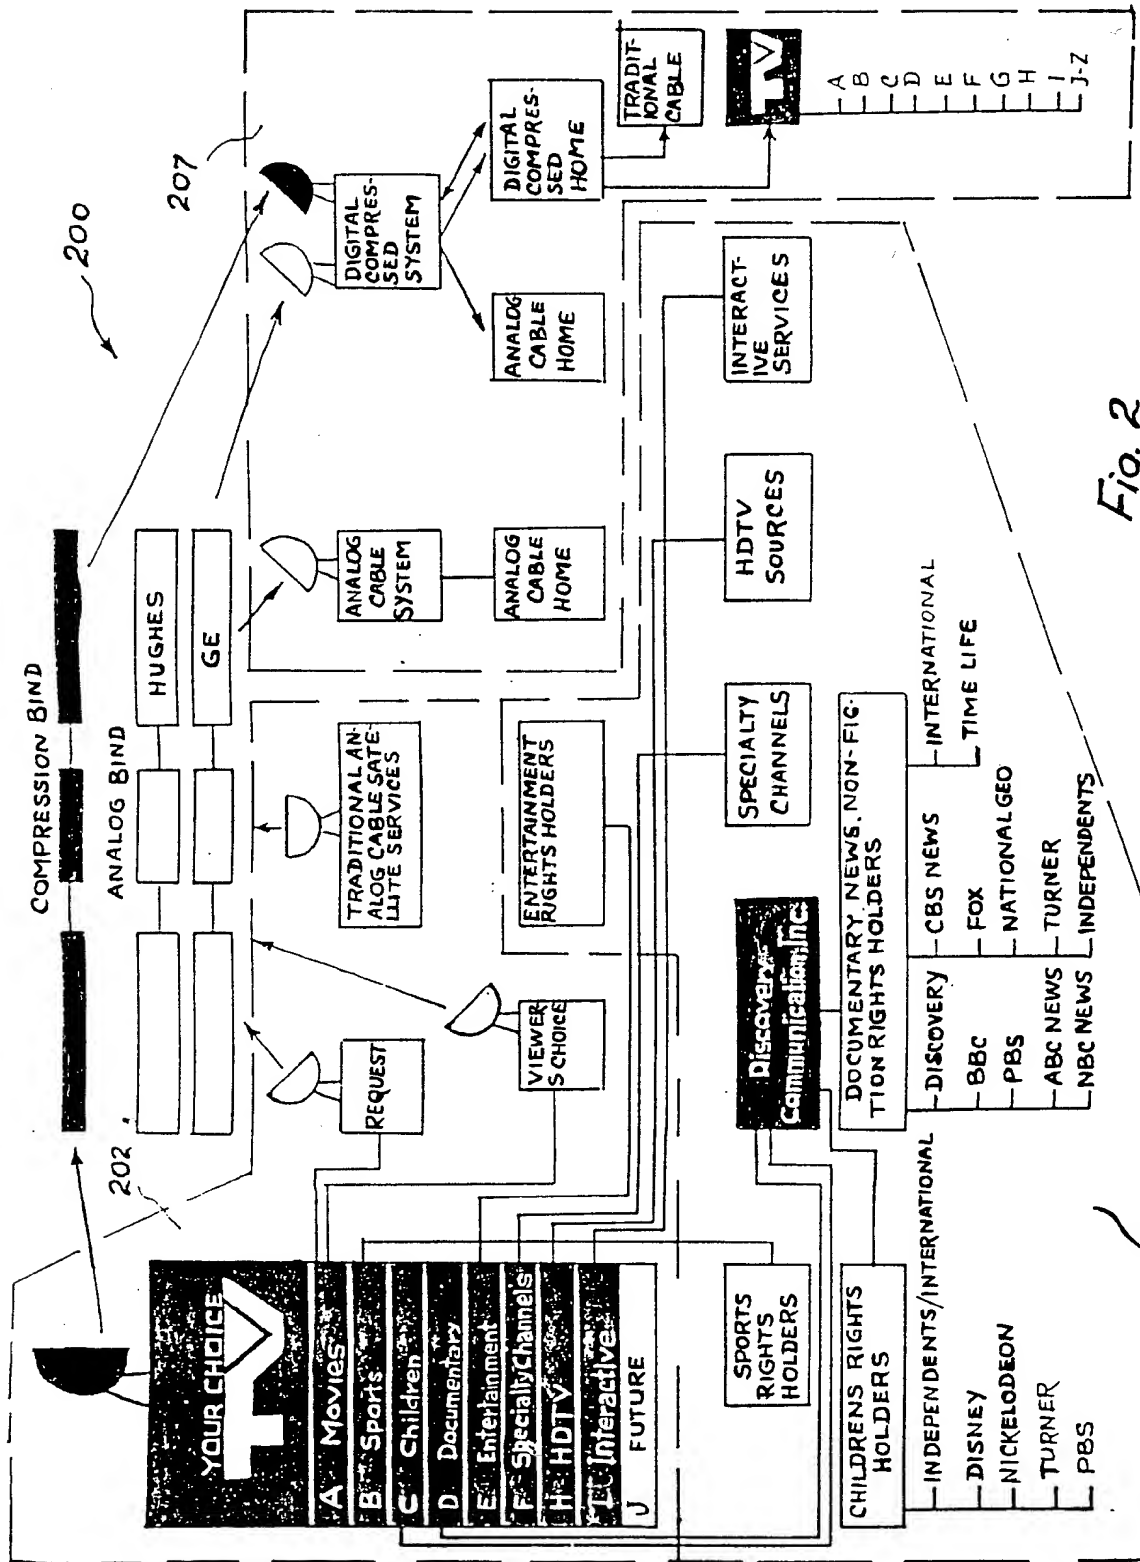 COMPRESSION BIND
ANALOG BIND
HUGHES
GE
200
202
207
YOUR CHOICE
TV
A Movies
B Sports
C Children
D Documentary
E Entertainment
F Specially Channels
H HDTV
I Interactive
J FUTURE
REQUEST
VIEWER
S CHOICE
TRADITIONAL AN-
ALOG CABLE SATE-
LLITE SERVICES
ENTERTAINMENT
RIGHTS HOLDERS
ANALOG
CABLE
SYSTEM
ANALOG
CABLE HOME
DIGITAL
COMPRES-
SED
SYSTEM
ANALOG
CABLE
HOME
DIGITAL
COMPRES-
SED
HOME
TRADIT-
IONAL
CABLE
TV
A
B
C
D
E
F
G
H
I
J-Z
SPORTS
RIGHTS
HOLDERS
Discovery
Communication, Inc.
SPECIALTY
CHANNELS
HDTV
SOURCES
INTERACT-
IVE
SERVICES
CHILDRENS RIGHTS
HOLDERS
INDEPENDENTS/INTERNATIONAL
DISNEY
NICKELODEON
TURNER
PBS
DOCUMENTARY, NEWS, NON-FIC-
TION RIGHTS HOLDERS
DISCOVERY
BBC
PBS
ABC NEWS
NBC NEWS
CBS NEWS
FOX
NATIONAL GEO
TURNER
INDEPENDENTS
INTERNATIONAL
TIME LIFE
Fig. 2